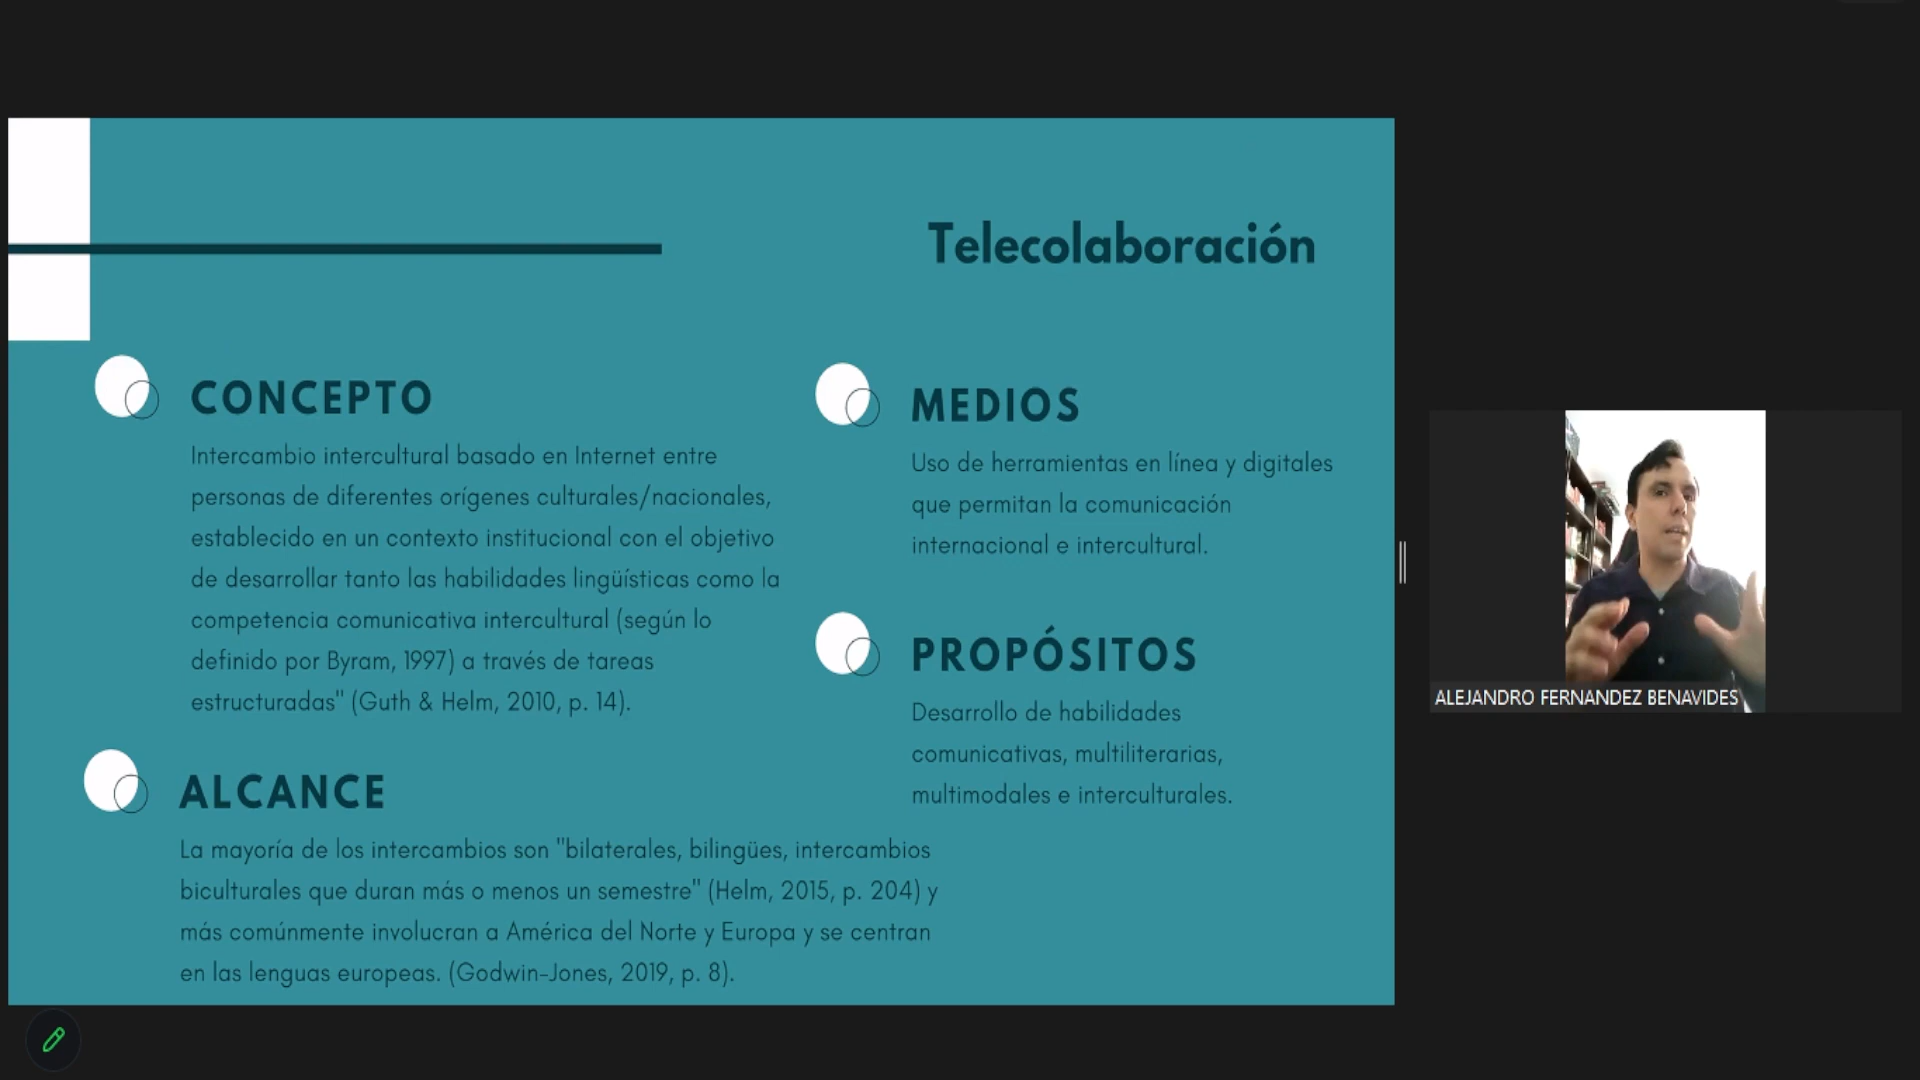 Telecolaboración
CONCEPTO
Intercambio intercultural basado en Internet entre
personas de diferentes orígenes culturales/nacionales,
establecido en un contexto institucional con el objetivo
de desarrollar tanto las habilidades lingüísticas como la
competencia comunicativa intercultural (según lo
definido por Byram, 1997) a través de tareas
estructuradas" (Guth & Helm, 2010, p. 14).
ALCANCE
La mayoría de los intercambios son "bilaterales, bilingües, intercambios
biculturales que duran más o menos un semestre" (Helm, 2015, p. 204) y
más comúnmente involucran a América del Norte y Europa y se centran
en las lenguas europeas. (Godwin-Jones, 2019, p. 8).
MEDIOS
Uso de herramientas en línea y digitales
que permitan la comunicación
internacional e intercultural.
PROPÓSITOS
Desarrollo de habilidades
comunicativas, multiliterarias,
multimodales e interculturales.
ALEJANDRO FERNANDEZ BENAVIDES